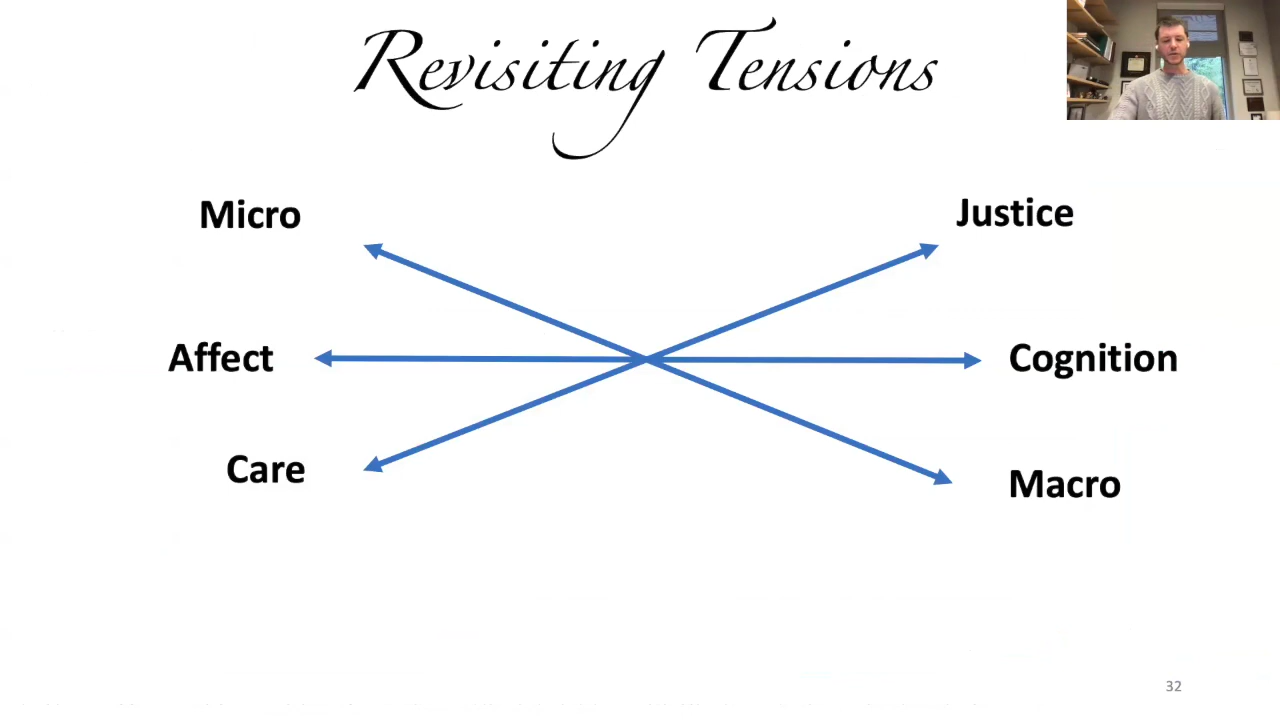 Revisiting Tensions
Micro
Justice
Affect
Cognition
Care
Macro
32